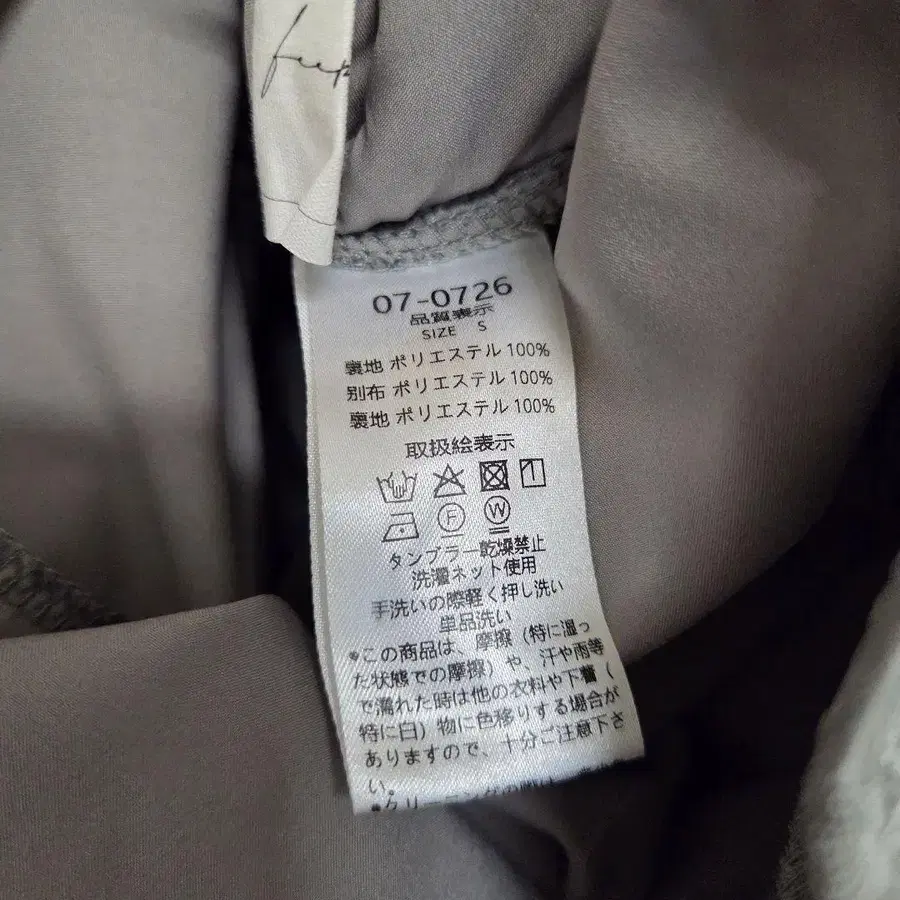 07-0726
品質表示
SIZE S
裏地 ポリエステル 100%
別布 ポリエステル 100%
裏地 ポリエステル 100%
取扱絵表示
F W
タンブラー乾燥禁止
洗濯ネット使用
手洗いの際軽く押し洗い
単品洗い
●この商品は、摩擦（特に湿っ
た状態での摩擦）や、汗や雨等
で濡れた時は他の衣料や下着（
特に白）物に色移りする場合が
ありますので、十分ご注意下さ
い。